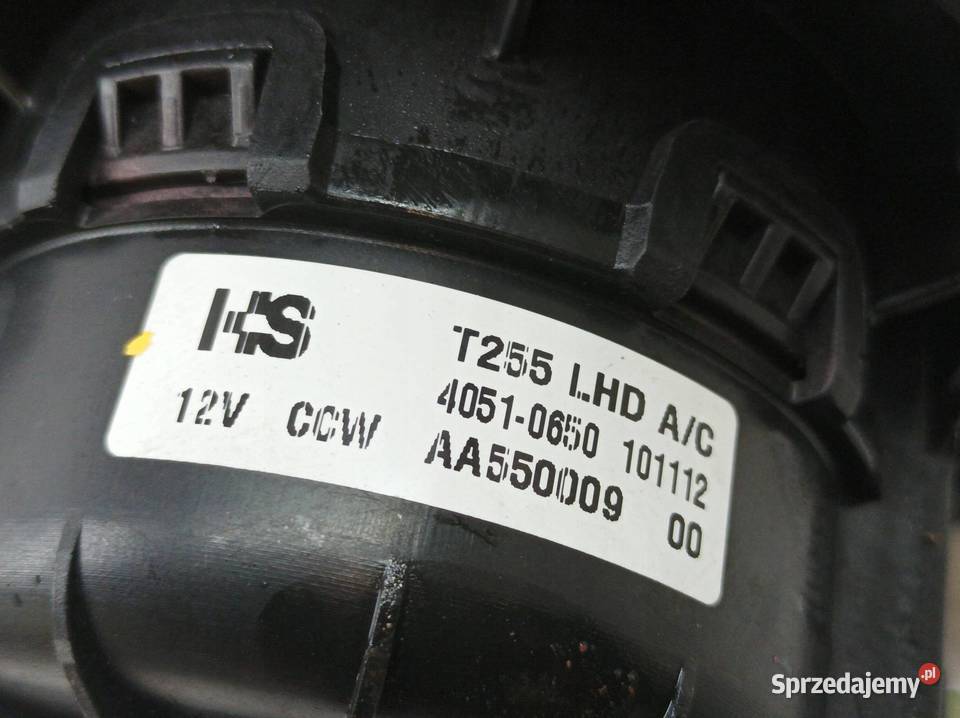 HS
T255 LHD A/C
12V CCW
4051-0650 101112
AA550009 00
Sprzedajemy.pl